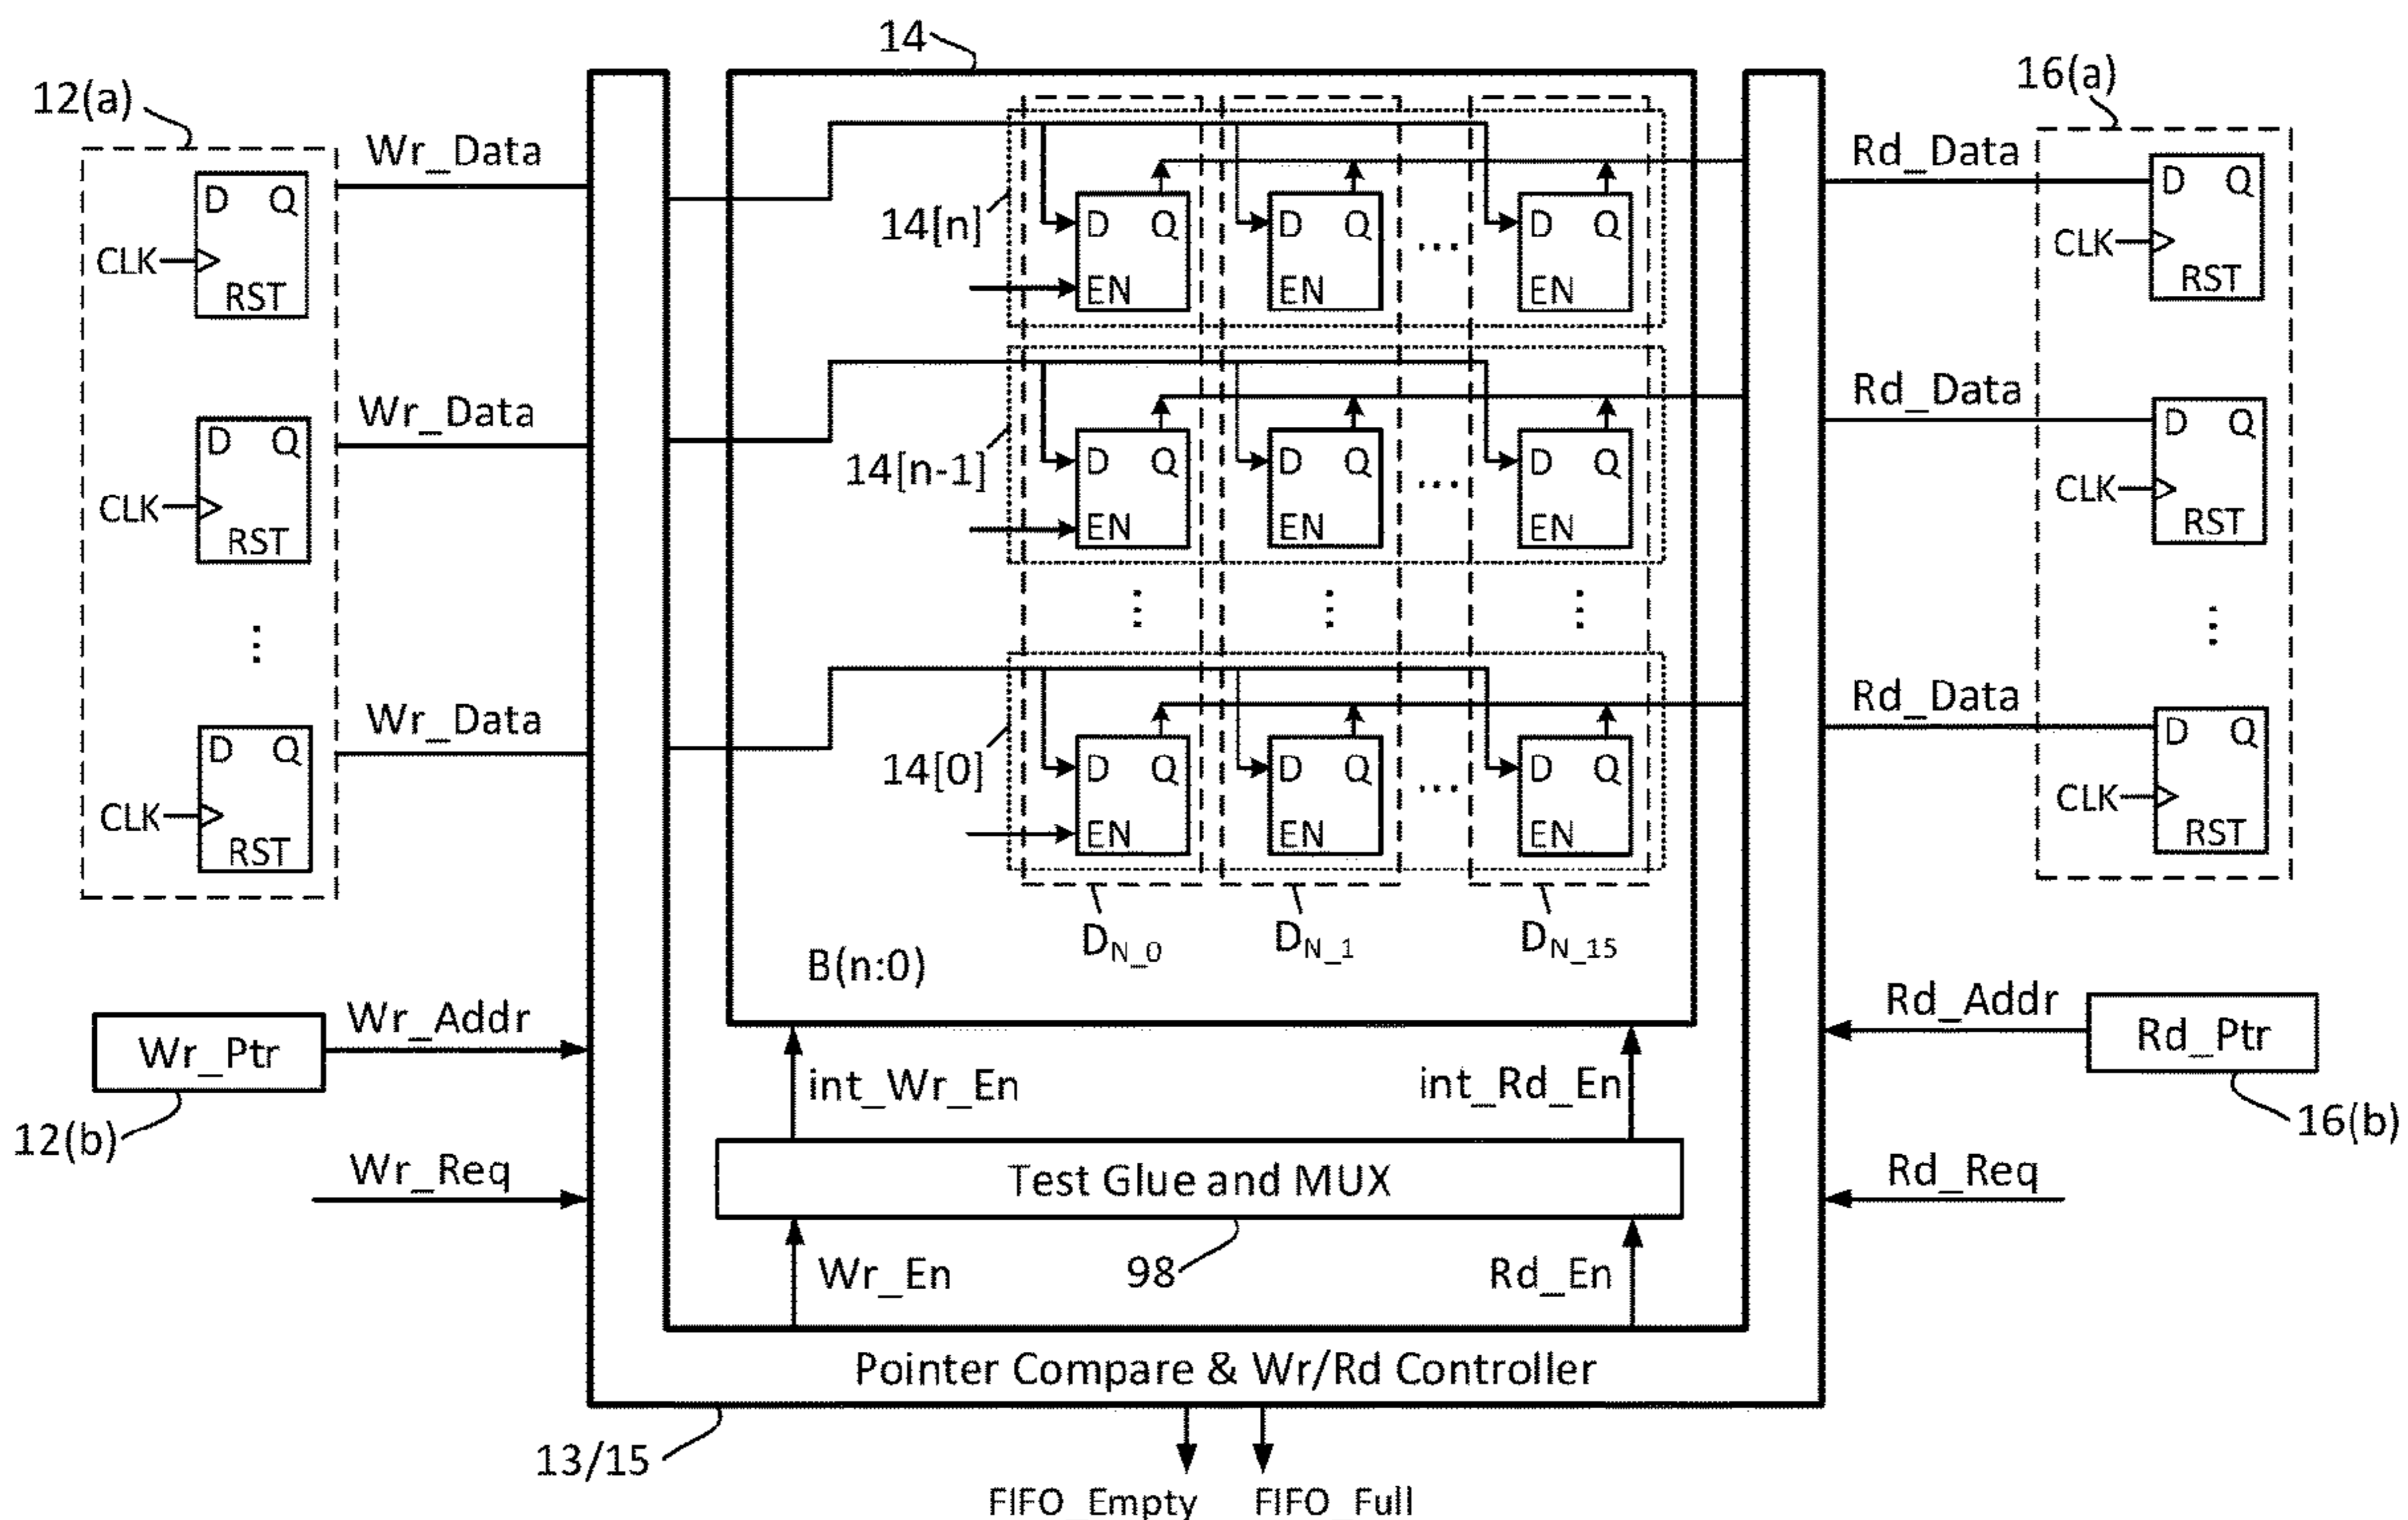 14
12(a)
16(a)
Wr_Data
Rd_Data
D Q
CLK
RST
14[n]
D Q
EN
D Q
EN
...
D Q
EN
D Q
CLK
RST
Wr_Data
Rd_Data
D Q
CLK
RST
14[n-1]
D Q
EN
D Q
EN
...
D Q
EN
D Q
CLK
RST
...
...
...
...
...
Wr_Data
Rd_Data
D Q
CLK
RST
14[0]
D Q
EN
D Q
EN
...
D Q
EN
D Q
CLK
RST
DN_0
DN_1
DN_15
B(n:0)
Wr_Ptr
Wr_Addr
12(b)
Wr_Req
int_Wr_En
int_Rd_En
Rd_Addr
Rd_Ptr
16(b)
Rd_Req
Test Glue and MUX
Wr_En
98
Rd_En
Pointer Compare & Wr/Rd Controller
13/15
FIFO_Empty
FIFO_Full